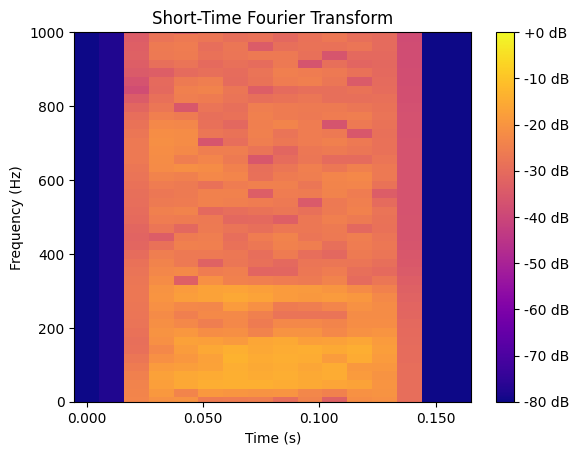 Short-Time Fourier Transform
1000
800
600
400
200
0
Frequency (Hz)
0.000
0.050
0.100
0.150
Time (s)
+0 dB
-10 dB
-20 dB
-30 dB
-40 dB
-50 dB
-60 dB
-70 dB
-80 dB